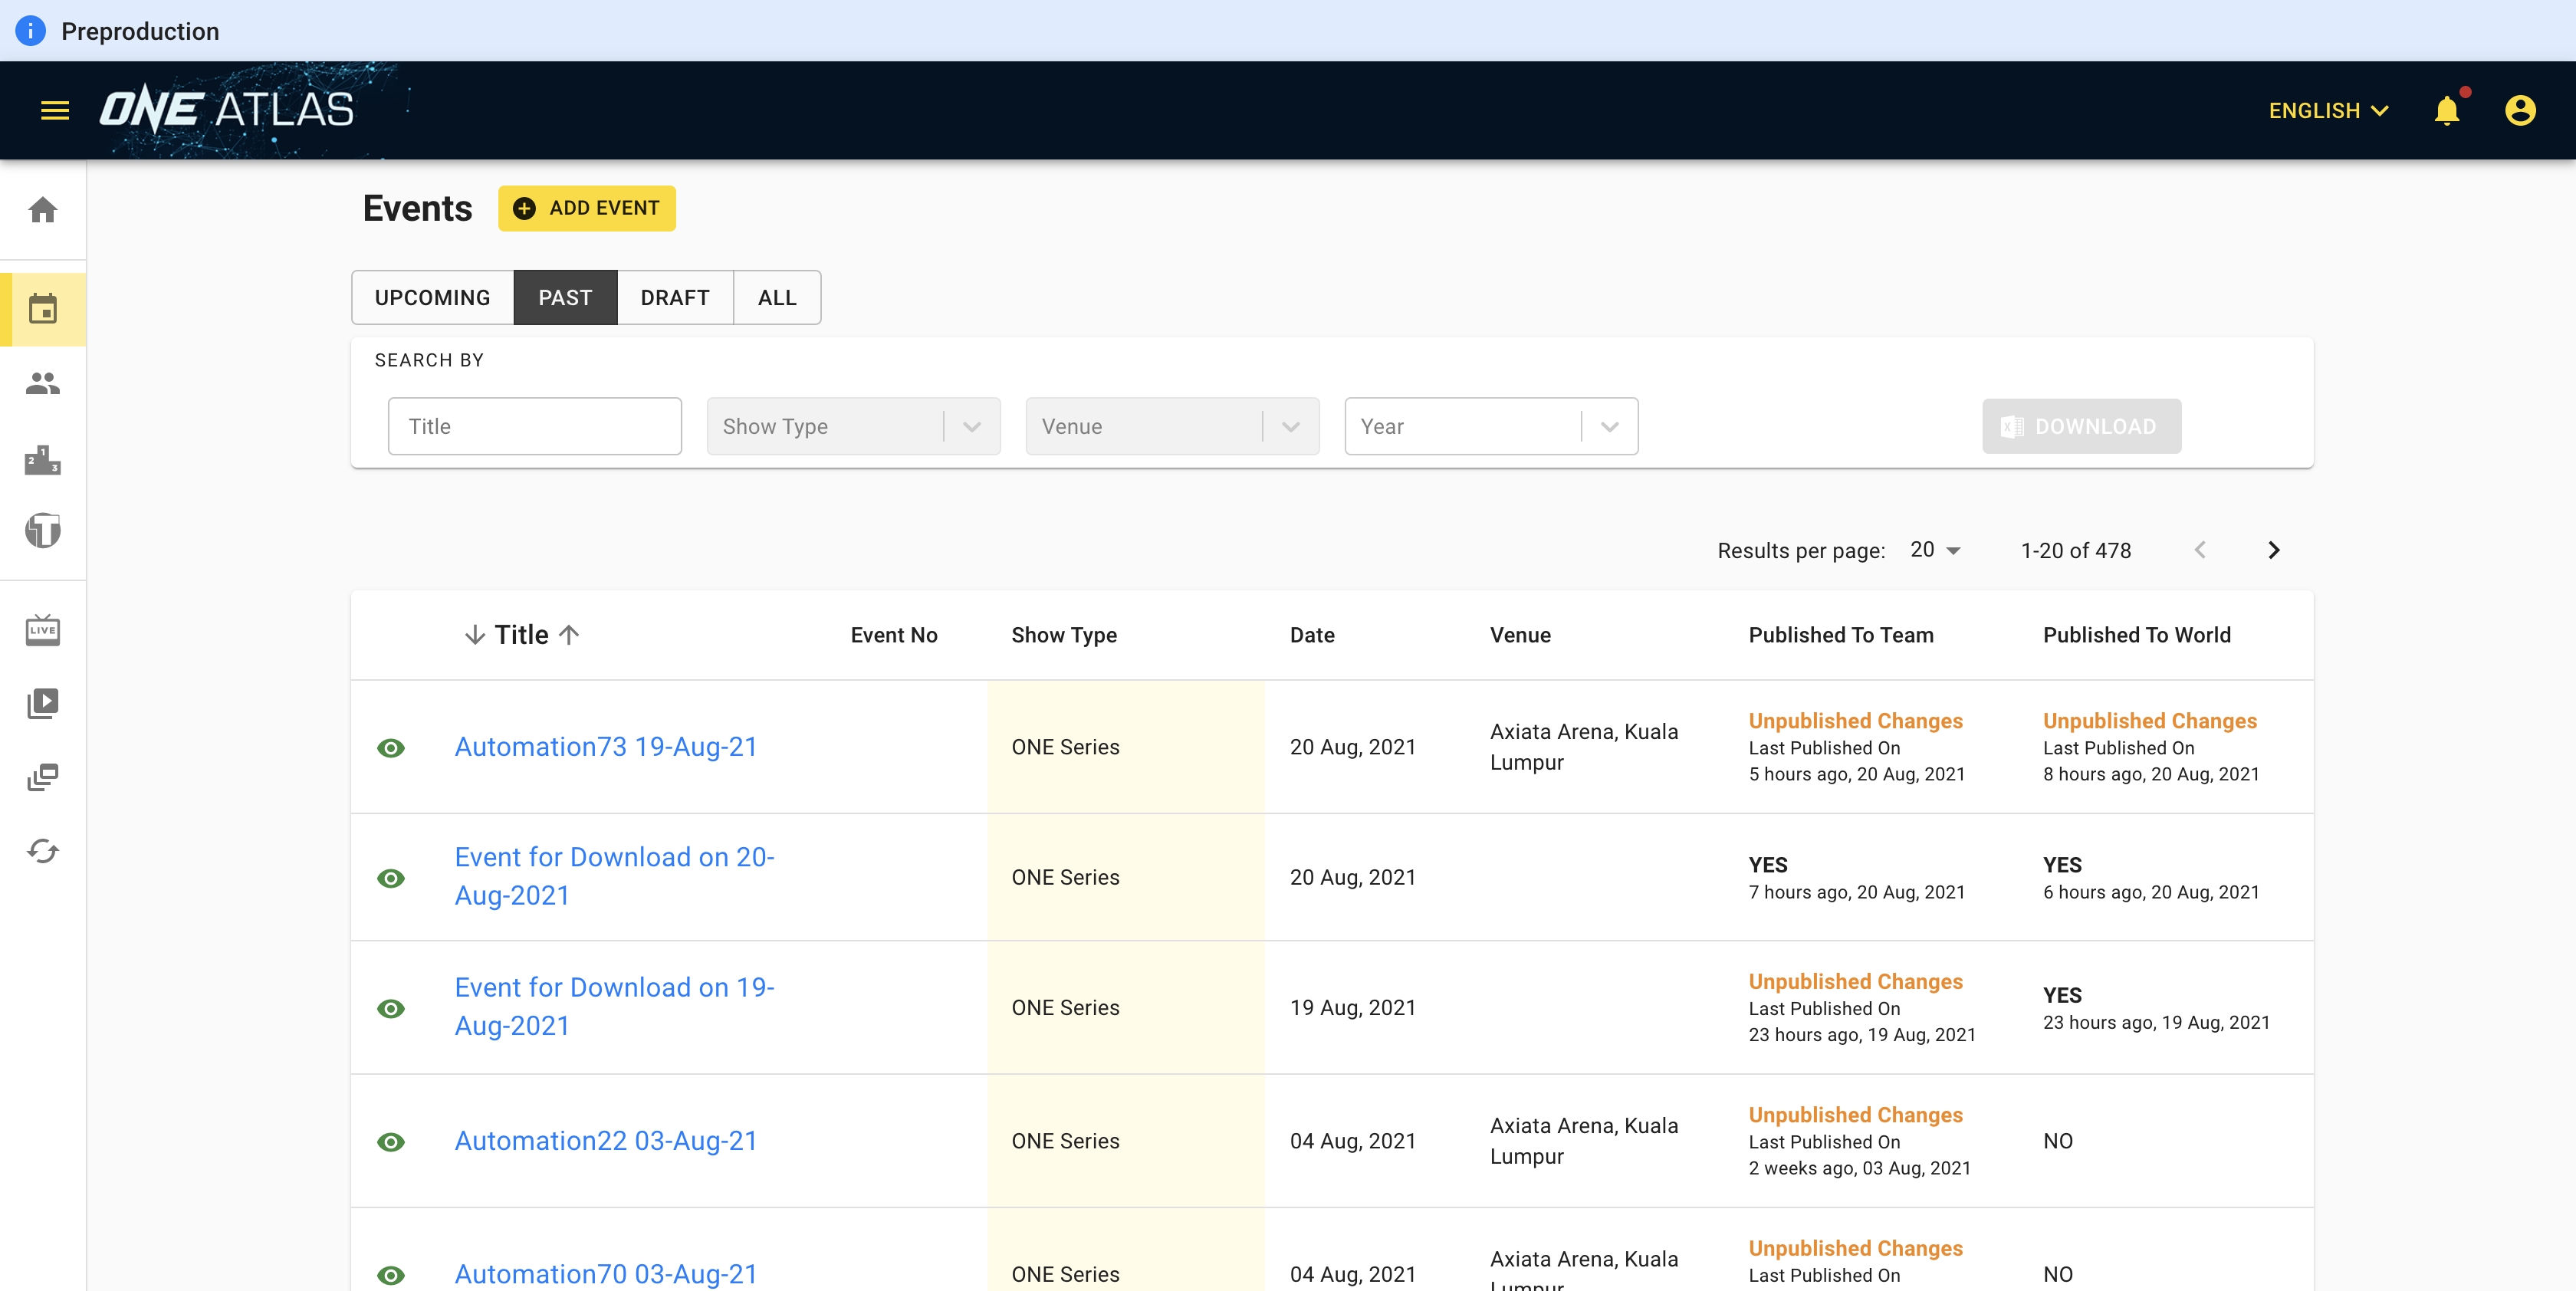 Preproduction
ONE ATLAS
ENGLISH
Events
ADD EVENT
UPCOMING PAST DRAFT ALL
SEARCH BY
Title Show Type Venue Year DOWNLOAD
Results per page: 20 1-20 of 478
Title Event No Show Type Date Venue Published To Team Published To World
Automation73 19-Aug-21 ONE Series 20 Aug, 2021 Axiata Arena, Kuala
Lumpur
Unpublished Changes
Last Published On
5 hours ago, 20 Aug, 2021
Unpublished Changes
Last Published On
8 hours ago, 20 Aug, 2021
Event for Download on 20-
Aug-2021
ONE Series 20 Aug, 2021
YES
7 hours ago, 20 Aug, 2021
YES
6 hours ago, 20 Aug, 2021
Event for Download on 19-
Aug-2021
ONE Series 19 Aug, 2021
Unpublished Changes
Last Published On
23 hours ago, 19 Aug, 2021
YES
23 hours ago, 19 Aug, 2021
Automation22 03-Aug-21 ONE Series 04 Aug, 2021 Axiata Arena, Kuala
Lumpur
Unpublished Changes
Last Published On
2 weeks ago, 03 Aug, 2021
NO
Automation70 03-Aug-21 ONE Series 04 Aug, 2021 Axiata Arena, Kuala
Lumpur
Unpublished Changes
Last Published On
NO
2 1 3
T
LIVE